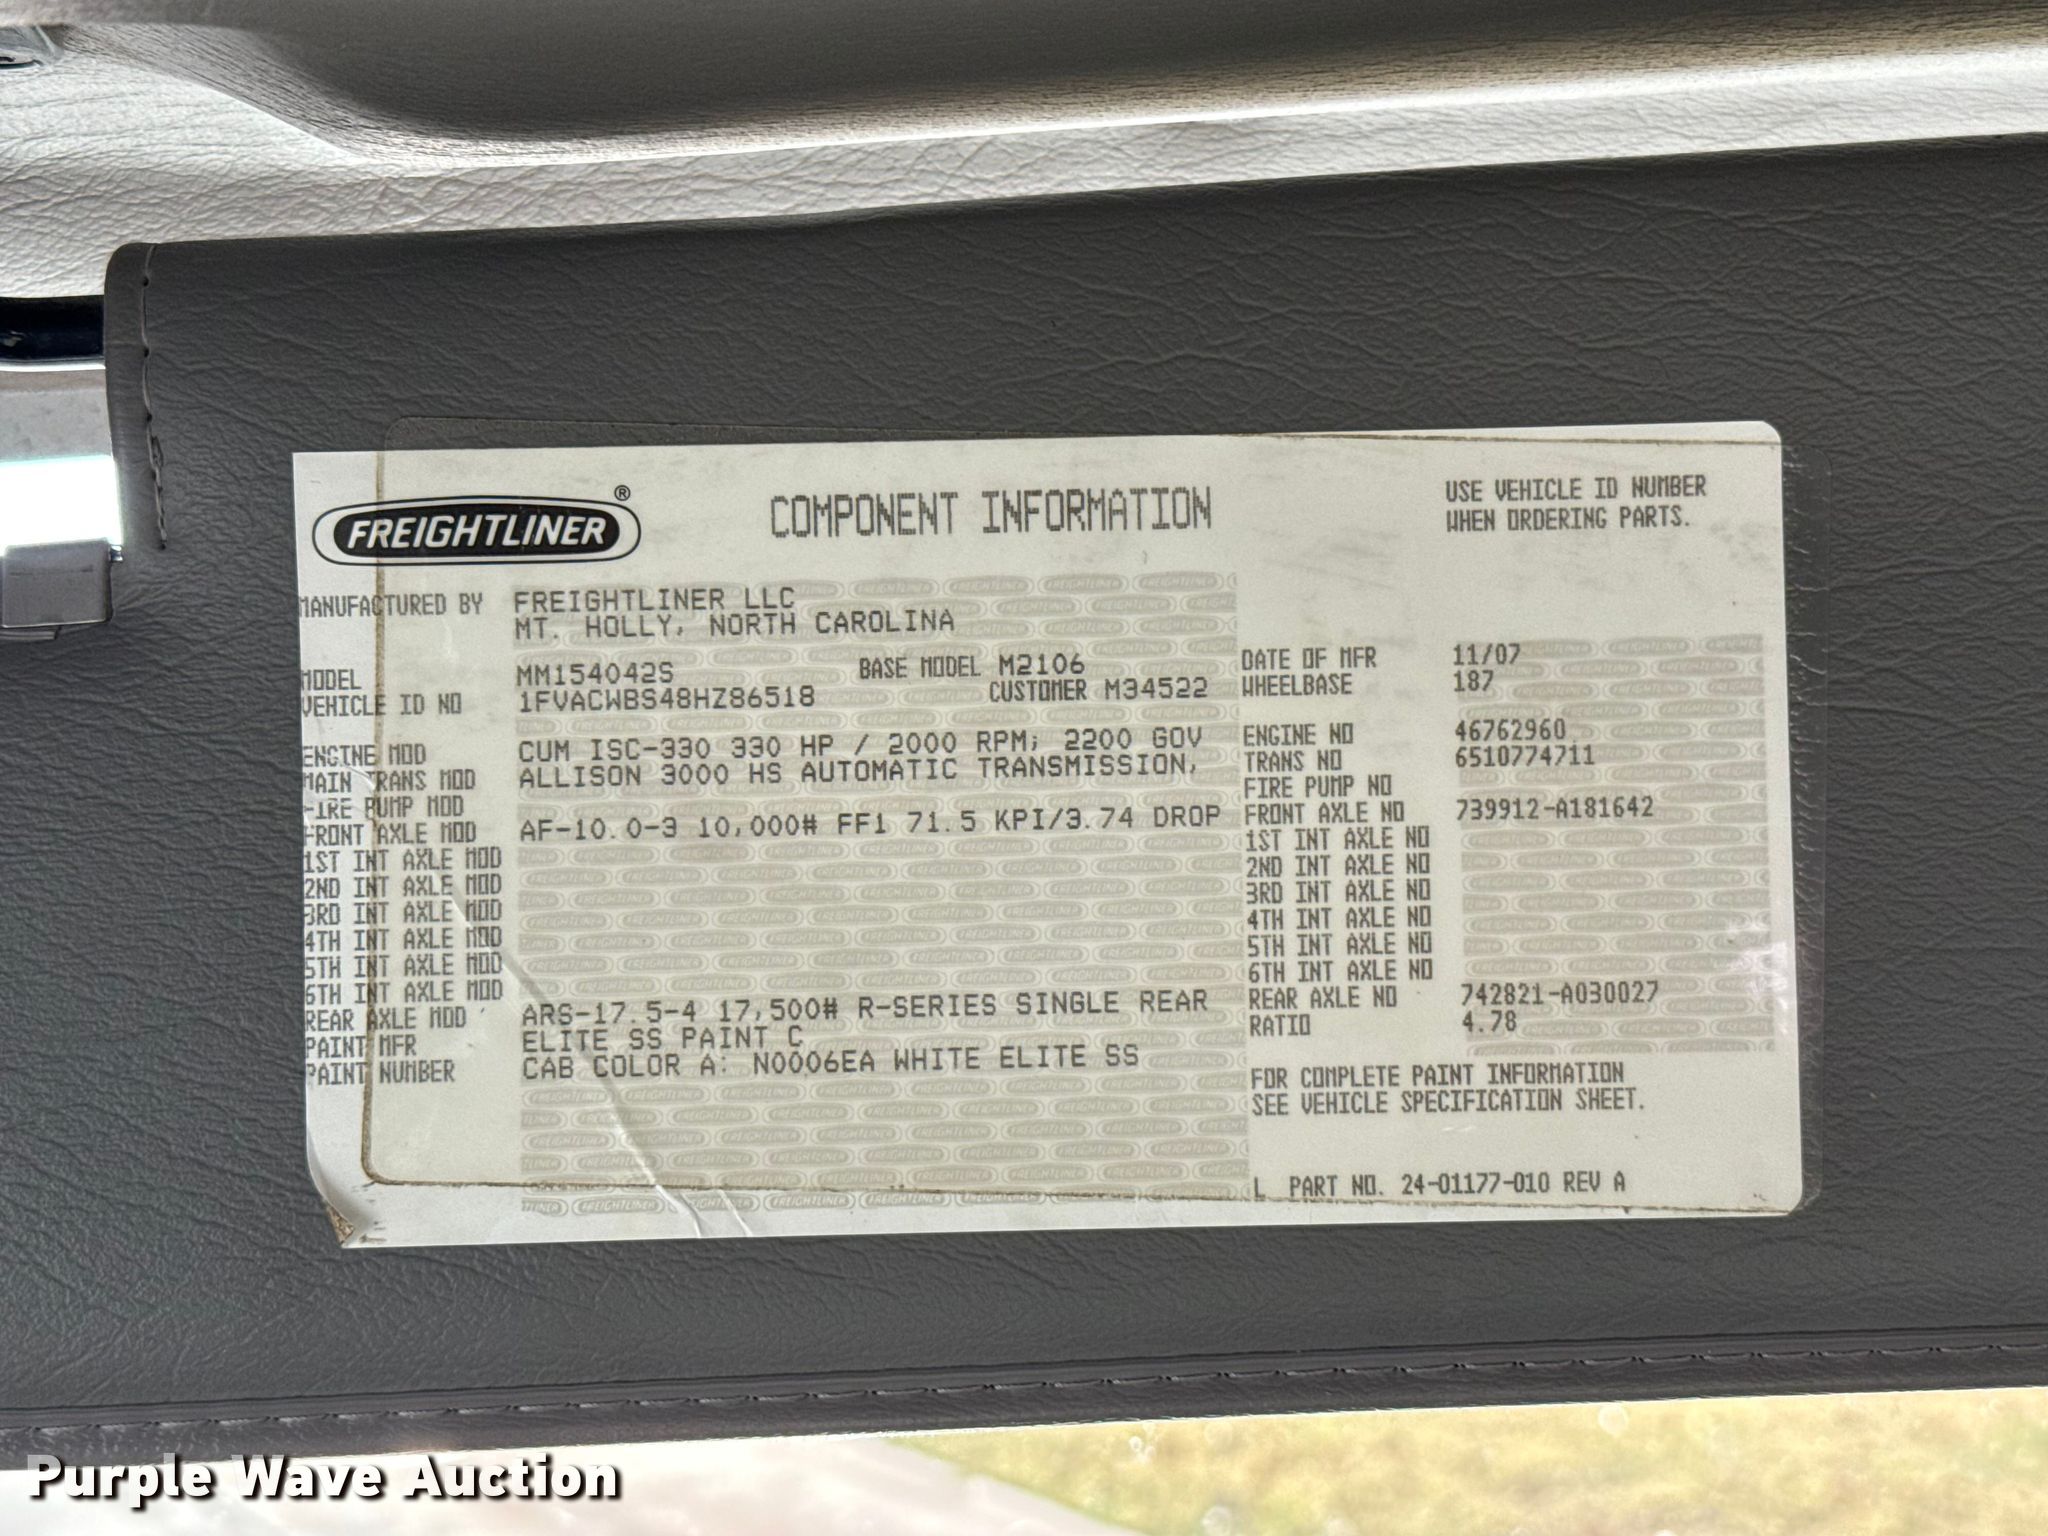 FREIGHTLINER ®
COMPONENT INFORMATION
USE VEHICLE ID NUMBER
WHEN ORDERING PARTS.
MANUFACTURED BY FREIGHTLINER LLC
MT. HOLLY, NORTH CAROLINA
MODEL MM154042S BASE MODEL M2106 DATE OF MFR 11/07
VEHICLE ID NO 1FVACWBS48HZ86518 CUSTOMER M34522 WHEELBASE 187
ENGINE MOD CUM ISC-330 330 HP / 2000 RPM; 2200 GOV ENGINE NO 46762960
MAIN TRANS MOD ALLISON 3000 HS AUTOMATIC TRANSMISSION, TRANS NO 6510774711
FIRE PUMP MOD FIRE PUMP NO
FRONT AXLE MOD AF-10.0-3 10,000# FF1 71.5 KPI/3.74 DROP FRONT AXLE NO 739912-A181642
1ST INT AXLE MOD 1ST INT AXLE NO
2ND INT AXLE MOD 2ND INT AXLE NO
3RD INT AXLE MOD 3RD INT AXLE NO
4TH INT AXLE MOD 4TH INT AXLE NO
5TH INT AXLE MOD 5TH INT AXLE NO
6TH INT AXLE MOD 6TH INT AXLE NO
REAR AXLE MOD ARS-17.5-4 17,500# R-SERIES SINGLE REAR REAR AXLE NO 742821-A030027
PAINT MFR ELITE SS PAINT C RATIO 4.78
PAINT NUMBER CAB COLOR A: N0006EA WHITE ELITE SS
FOR COMPLETE PAINT INFORMATION
SEE VEHICLE SPECIFICATION SHEET.
L PART NO. 24-01177-010 REV A
Purple Wave Auction